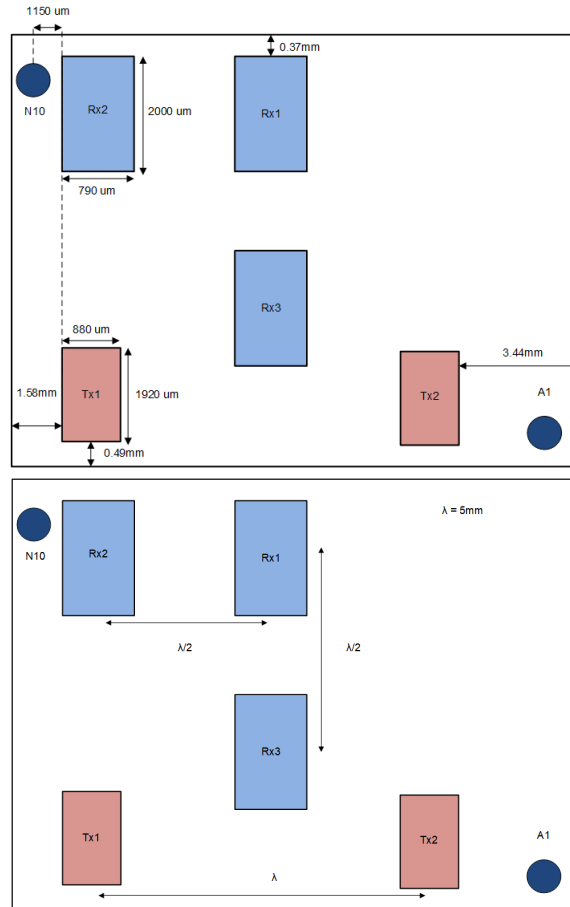 1150 um
0.37mm
N10
Rx2
2000 um
Rx1
790 um
Rx3
880 um
1.58mm
Tx1
1920 um
3.44mm
Tx2
A1
0.49mm
λ = 5mm
N10
Rx2
Rx1
λ/2
λ/2
Rx3
Tx1
Tx2
A1
λ